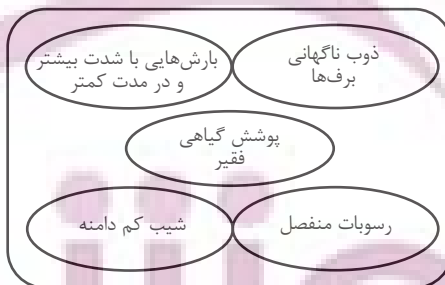 ذوب ناگهانی
برف‌ها
بارش‌هایی با شدت بیشتر
و در مدت کمتر
پوشش گیاهی
فقیر
رسوبات منفصل
شیب کم دامنه